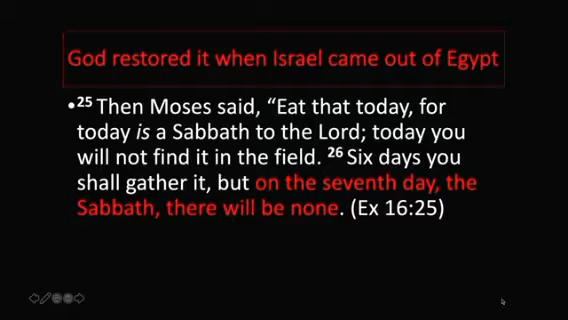 God restored it when Israel came out of Egypt
•²⁵ Then Moses said, “Eat that today, for
today is a Sabbath to the Lord; today you
will not find it in the field. ²⁶ Six days you
shall gather it, but on the seventh day, the
Sabbath, there will be none. (Ex 16:25)